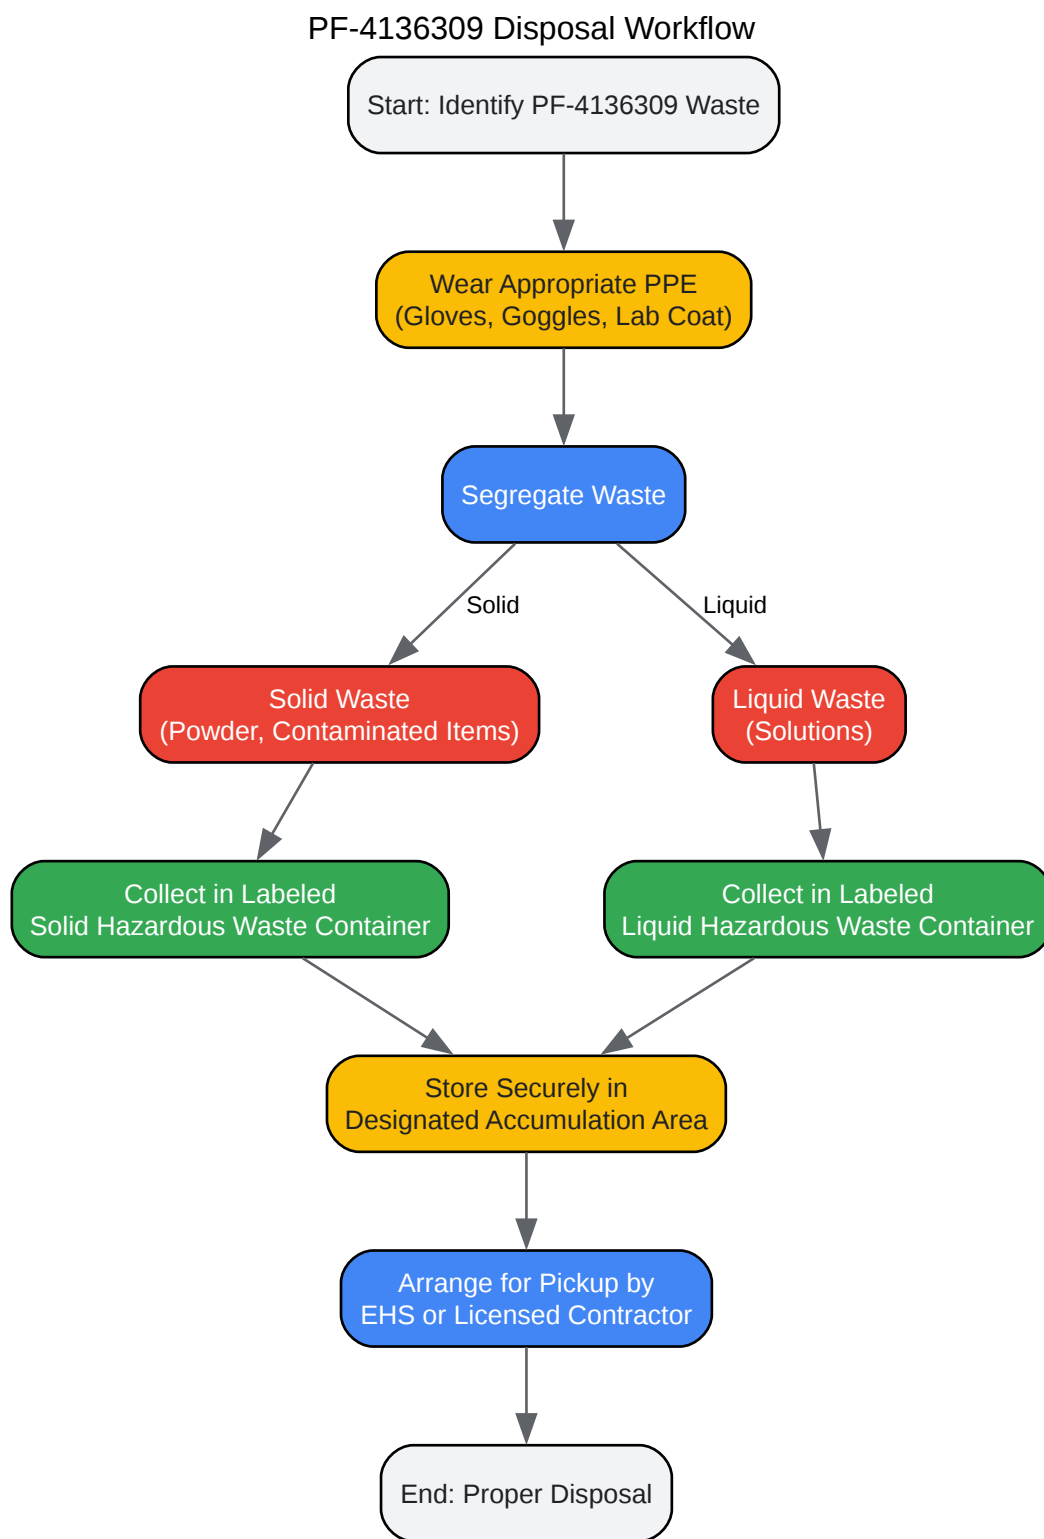 PF-4136309 Disposal Workflow
Start: Identify PF-4136309 Waste
Wear Appropriate PPE
(Gloves, Goggles, Lab Coat)
Segregate Waste
Solid
Liquid
Solid Waste
(Powder, Contaminated Items)
Liquid Waste
(Solutions)
Collect in Labeled
Solid Hazardous Waste Container
Collect in Labeled
Liquid Hazardous Waste Container
Store Securely in
Designated Accumulation Area
Arrange for Pickup by
EHS or Licensed Contractor
End: Proper Disposal